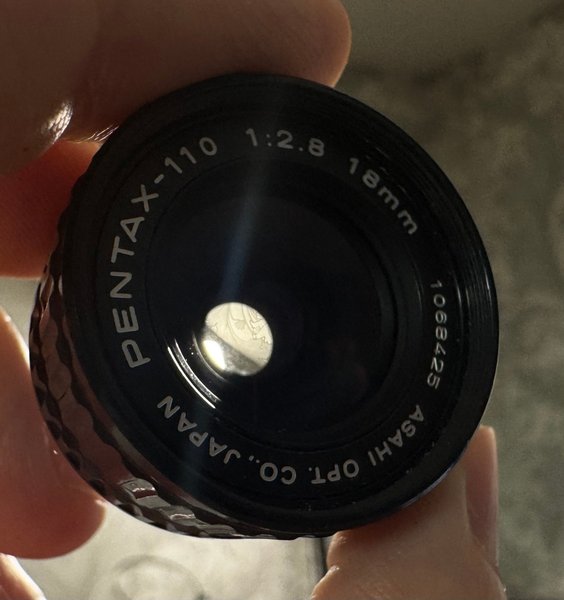 PENTAX-110 1:2.8 18mm
1068425
ASAHI OPT. CO., JAPAN